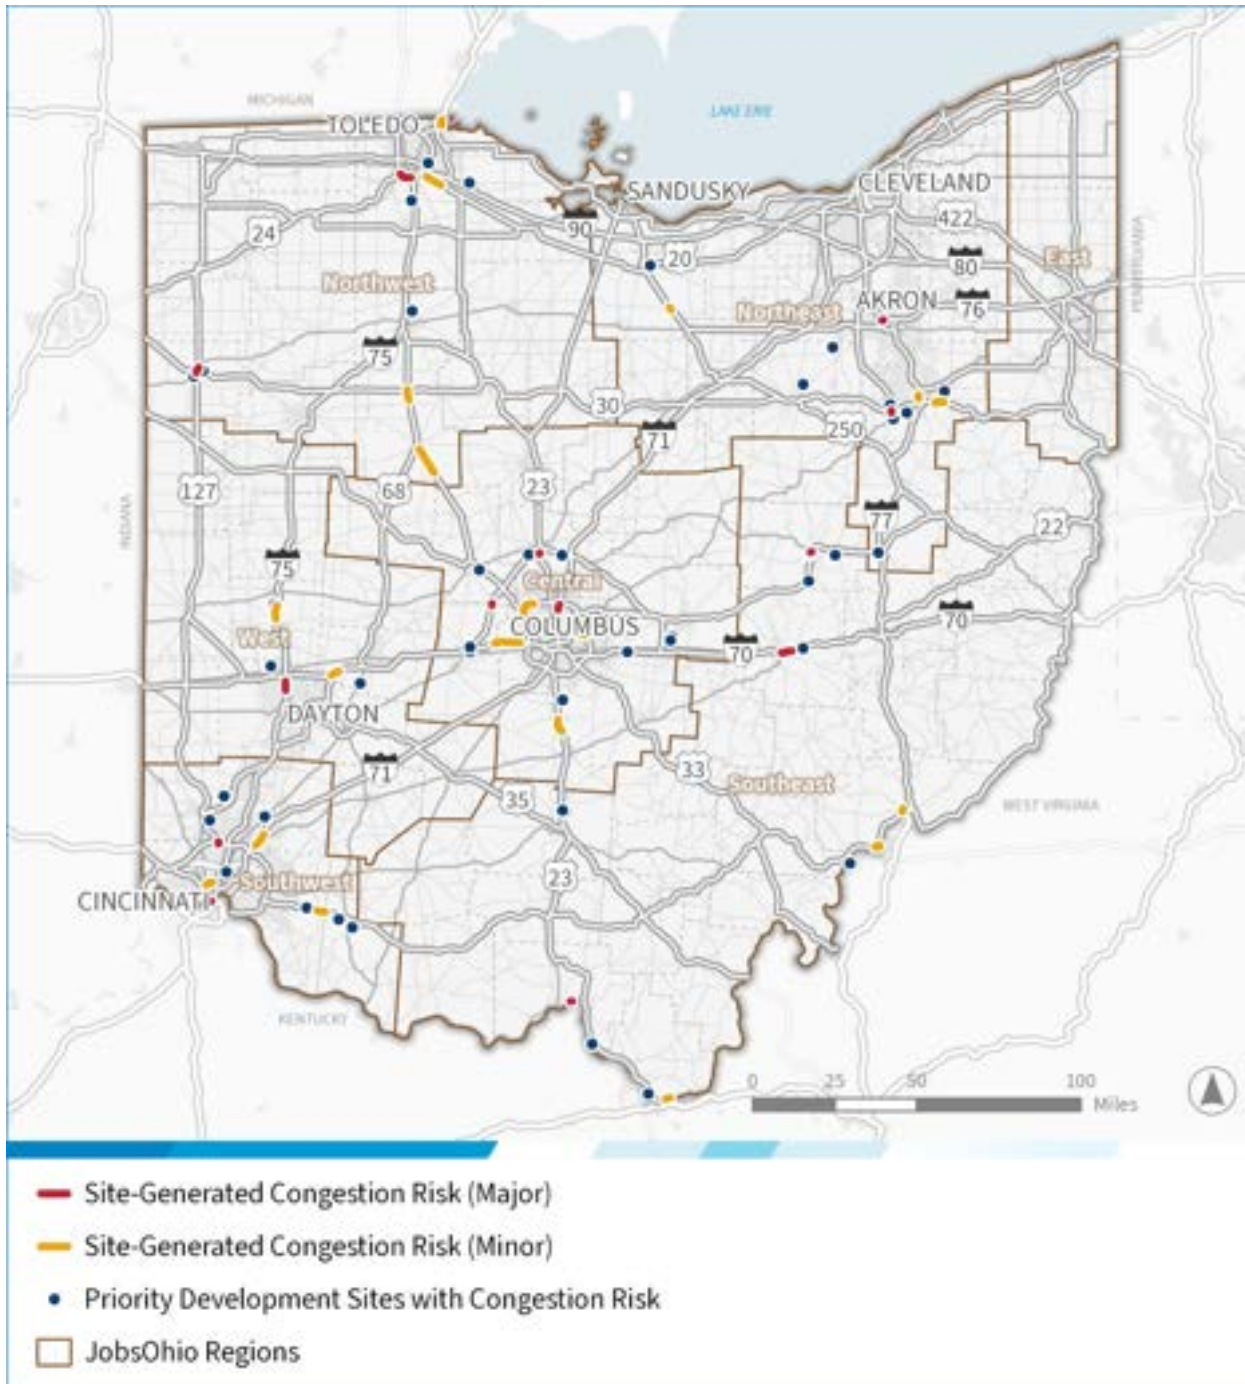 MICHIGAN
LAKE ERIE
TOLEDO
SANDUSKY
CLEVELAND
24
90
20
422
80
East
PENNSYLVANIA
Northwest
Northeast
AKRON
76
75
30
71
250
127
68
23
77
22
INDIANA
75
Central
COLUMBUS
70
West
70
DAYTON
71
33
Southeast
35
WEST VIRGINIA
23
Southwest
CINCINNATI
KENTUCKY
0 25 50 100
Miles
Site-Generated Congestion Risk (Major)
Site-Generated Congestion Risk (Minor)
Priority Development Sites with Congestion Risk
JobsOhio Regions